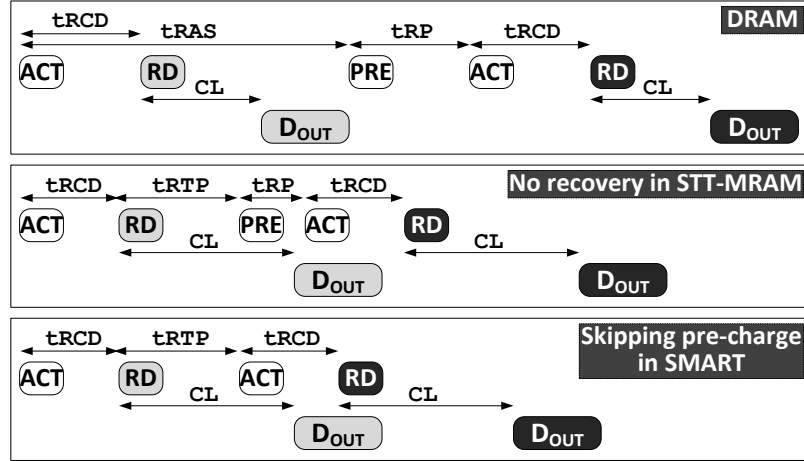 DRAM
tRCD tRAS tRP tRCD
ACT RD PRE ACT RD
CL CL
DOUT DOUT
No recovery in STT-MRAM
tRCD tRTP tRP tRCD
ACT RD PRE ACT RD
CL CL
DOUT DOUT
Skipping pre-charge
in SMART
tRCD tRTP tRCD
ACT RD ACT RD
CL CL
DOUT DOUT